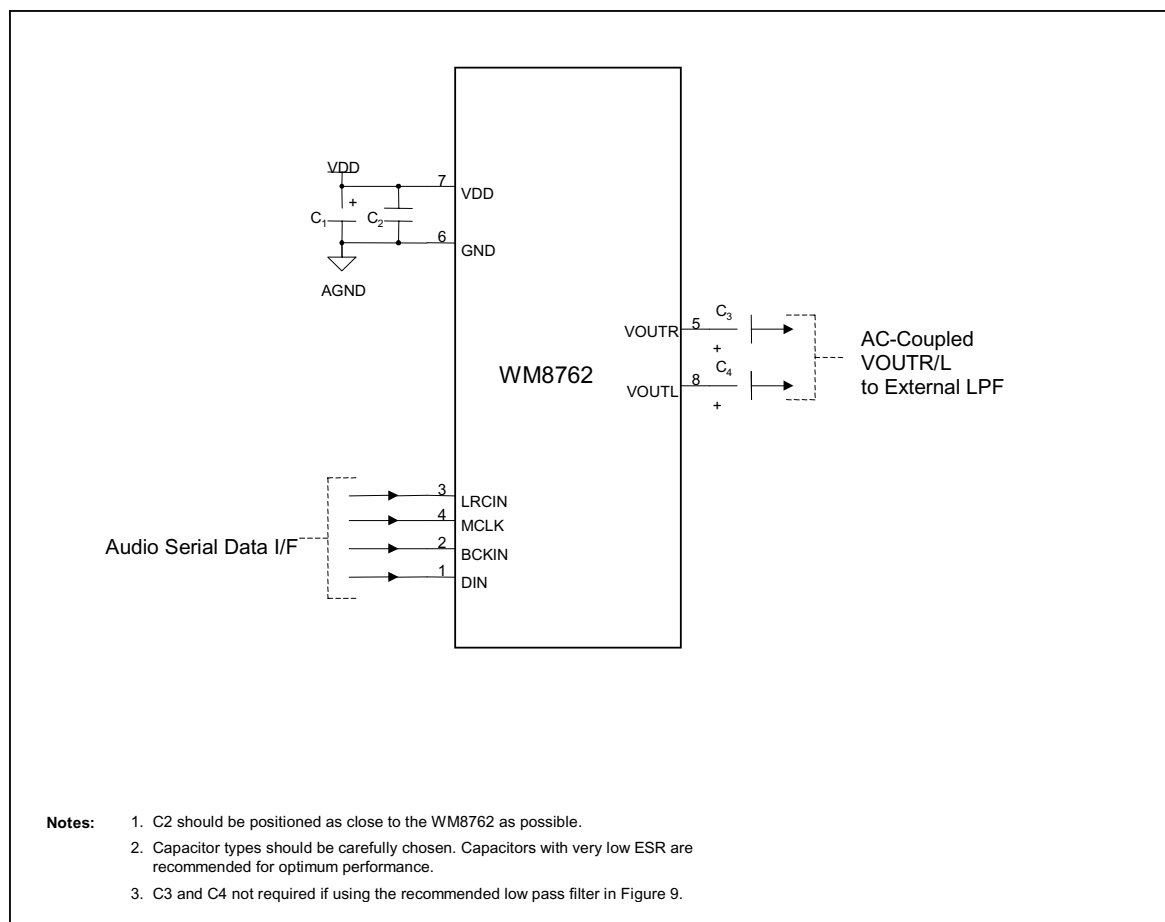 VDD
7
VDD
+
C1
C2
6
GND
AGND
VOUTR
5
C3
+
AC-Coupled
VOUTR/L
to External LPF
WM8762
VOUTL
8
C4
+
3
LRCIN
4
MCLK
Audio Serial Data I/F
2
BCKIN
1
DIN
Notes:
1. C2 should be positioned as close to the WM8762 as possible.
2. Capacitor types should be carefully chosen. Capacitors with very low ESR are
recommended for optimum performance.
3. C3 and C4 not required if using the recommended low pass filter in Figure 9.